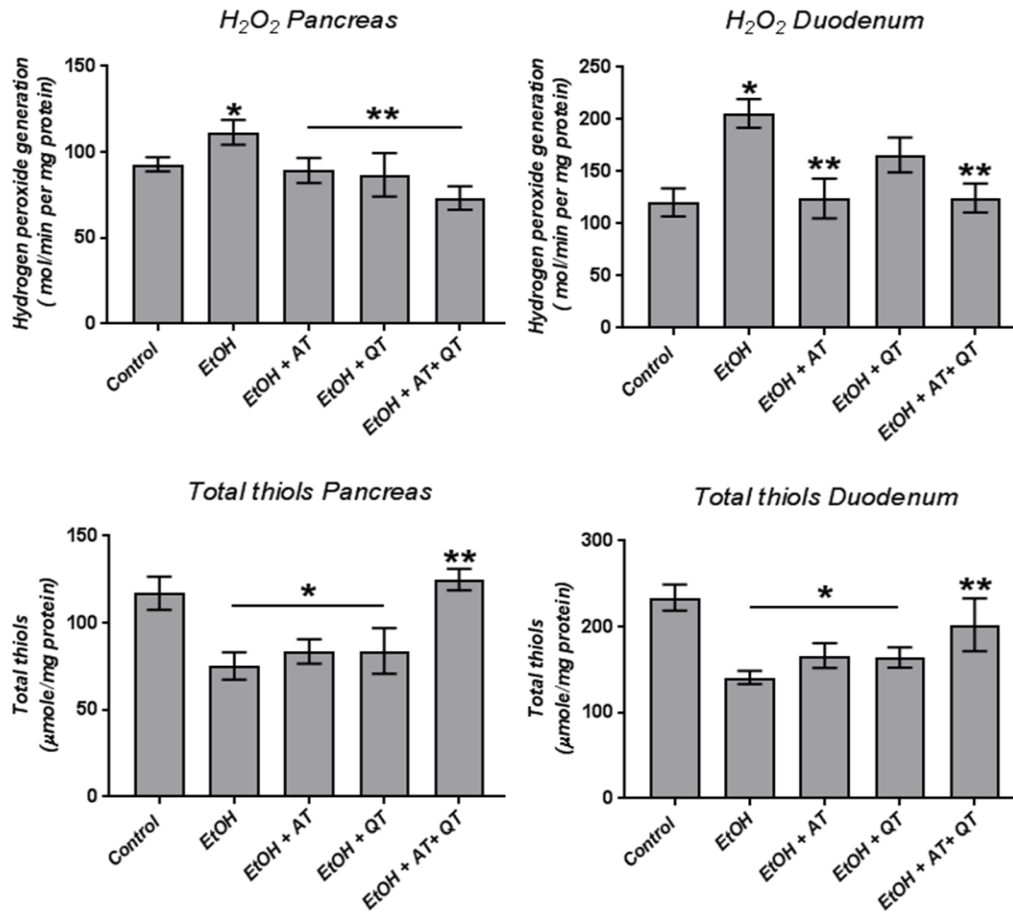 H₂O₂ Pancreas
Hydrogen peroxide generation
( mol/min per mg protein)
150
100
50
0
*
**
Control
EtOH
EtOH + AT
EtOH + QT
EtOH + AT+ QT
H₂O₂ Duodenum
Hydrogen peroxide generation
( mol/min per mg protein)
250
200
150
100
50
0
*
**
**
Control
EtOH
EtOH + AT
EtOH + QT
EtOH + AT+ QT
Total thiols Pancreas
Total thiols
(μmole/mg protein)
150
100
50
0
*
**
Control
EtOH
EtOH + AT
EtOH + QT
EtOH + AT+ QT
Total thiols Duodenum
Total thiols
(μmole/mg protein)
300
200
100
0
*
**
Control
EtOH
EtOH + AT
EtOH + QT
EtOH + AT+ QT